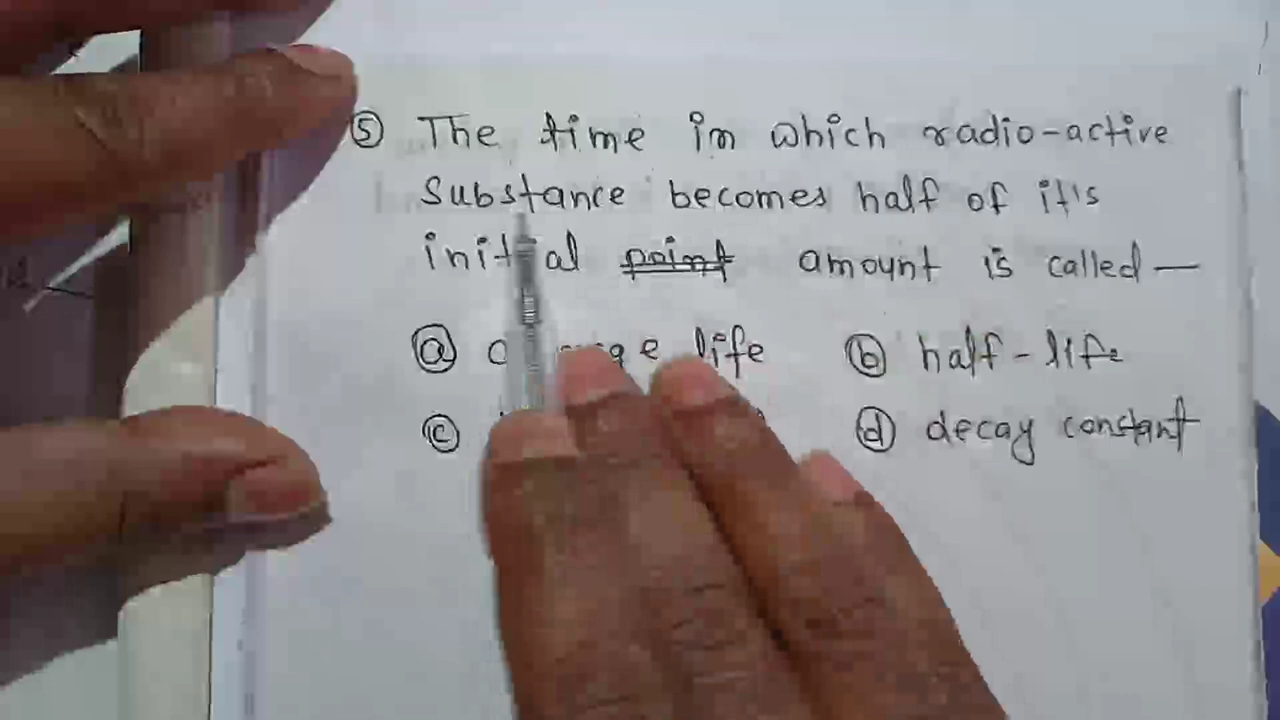 ⑤ The time in which radio-active
substance becomes half of it's
initial point amount is called —
ⓐ life ⓑ half-life
ⓒ ⓓ decay constant